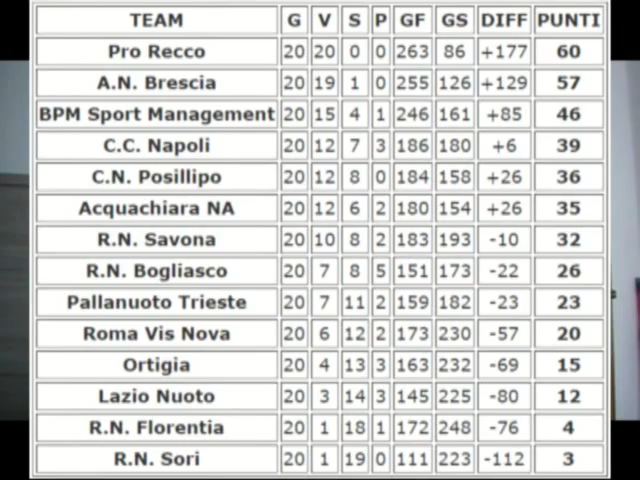 TEAM G V S P GF GS DIFF PUNTI
Pro Recco 20 20 0 0 263 86 +177 60
A.N. Brescia 20 19 1 0 255 126 +129 57
BPM Sport Management 20 15 4 1 246 161 +85 46
C.C. Napoli 20 12 7 3 186 180 +6 39
C.N. Posillipo 20 12 8 0 184 158 +26 36
Acquachiara NA 20 12 6 2 180 154 +26 35
R.N. Savona 20 10 8 2 183 193 -10 32
R.N. Bogliasco 20 7 8 5 151 173 -22 26
Pallanuoto Trieste 20 7 11 2 159 182 -23 23
Roma Vis Nova 20 6 12 2 173 230 -57 20
Ortigia 20 4 13 3 163 232 -69 15
Lazio Nuoto 20 3 14 3 145 225 -80 12
R.N. Florentia 20 1 18 1 172 248 -76 4
R.N. Sori 20 1 19 0 111 223 -112 3